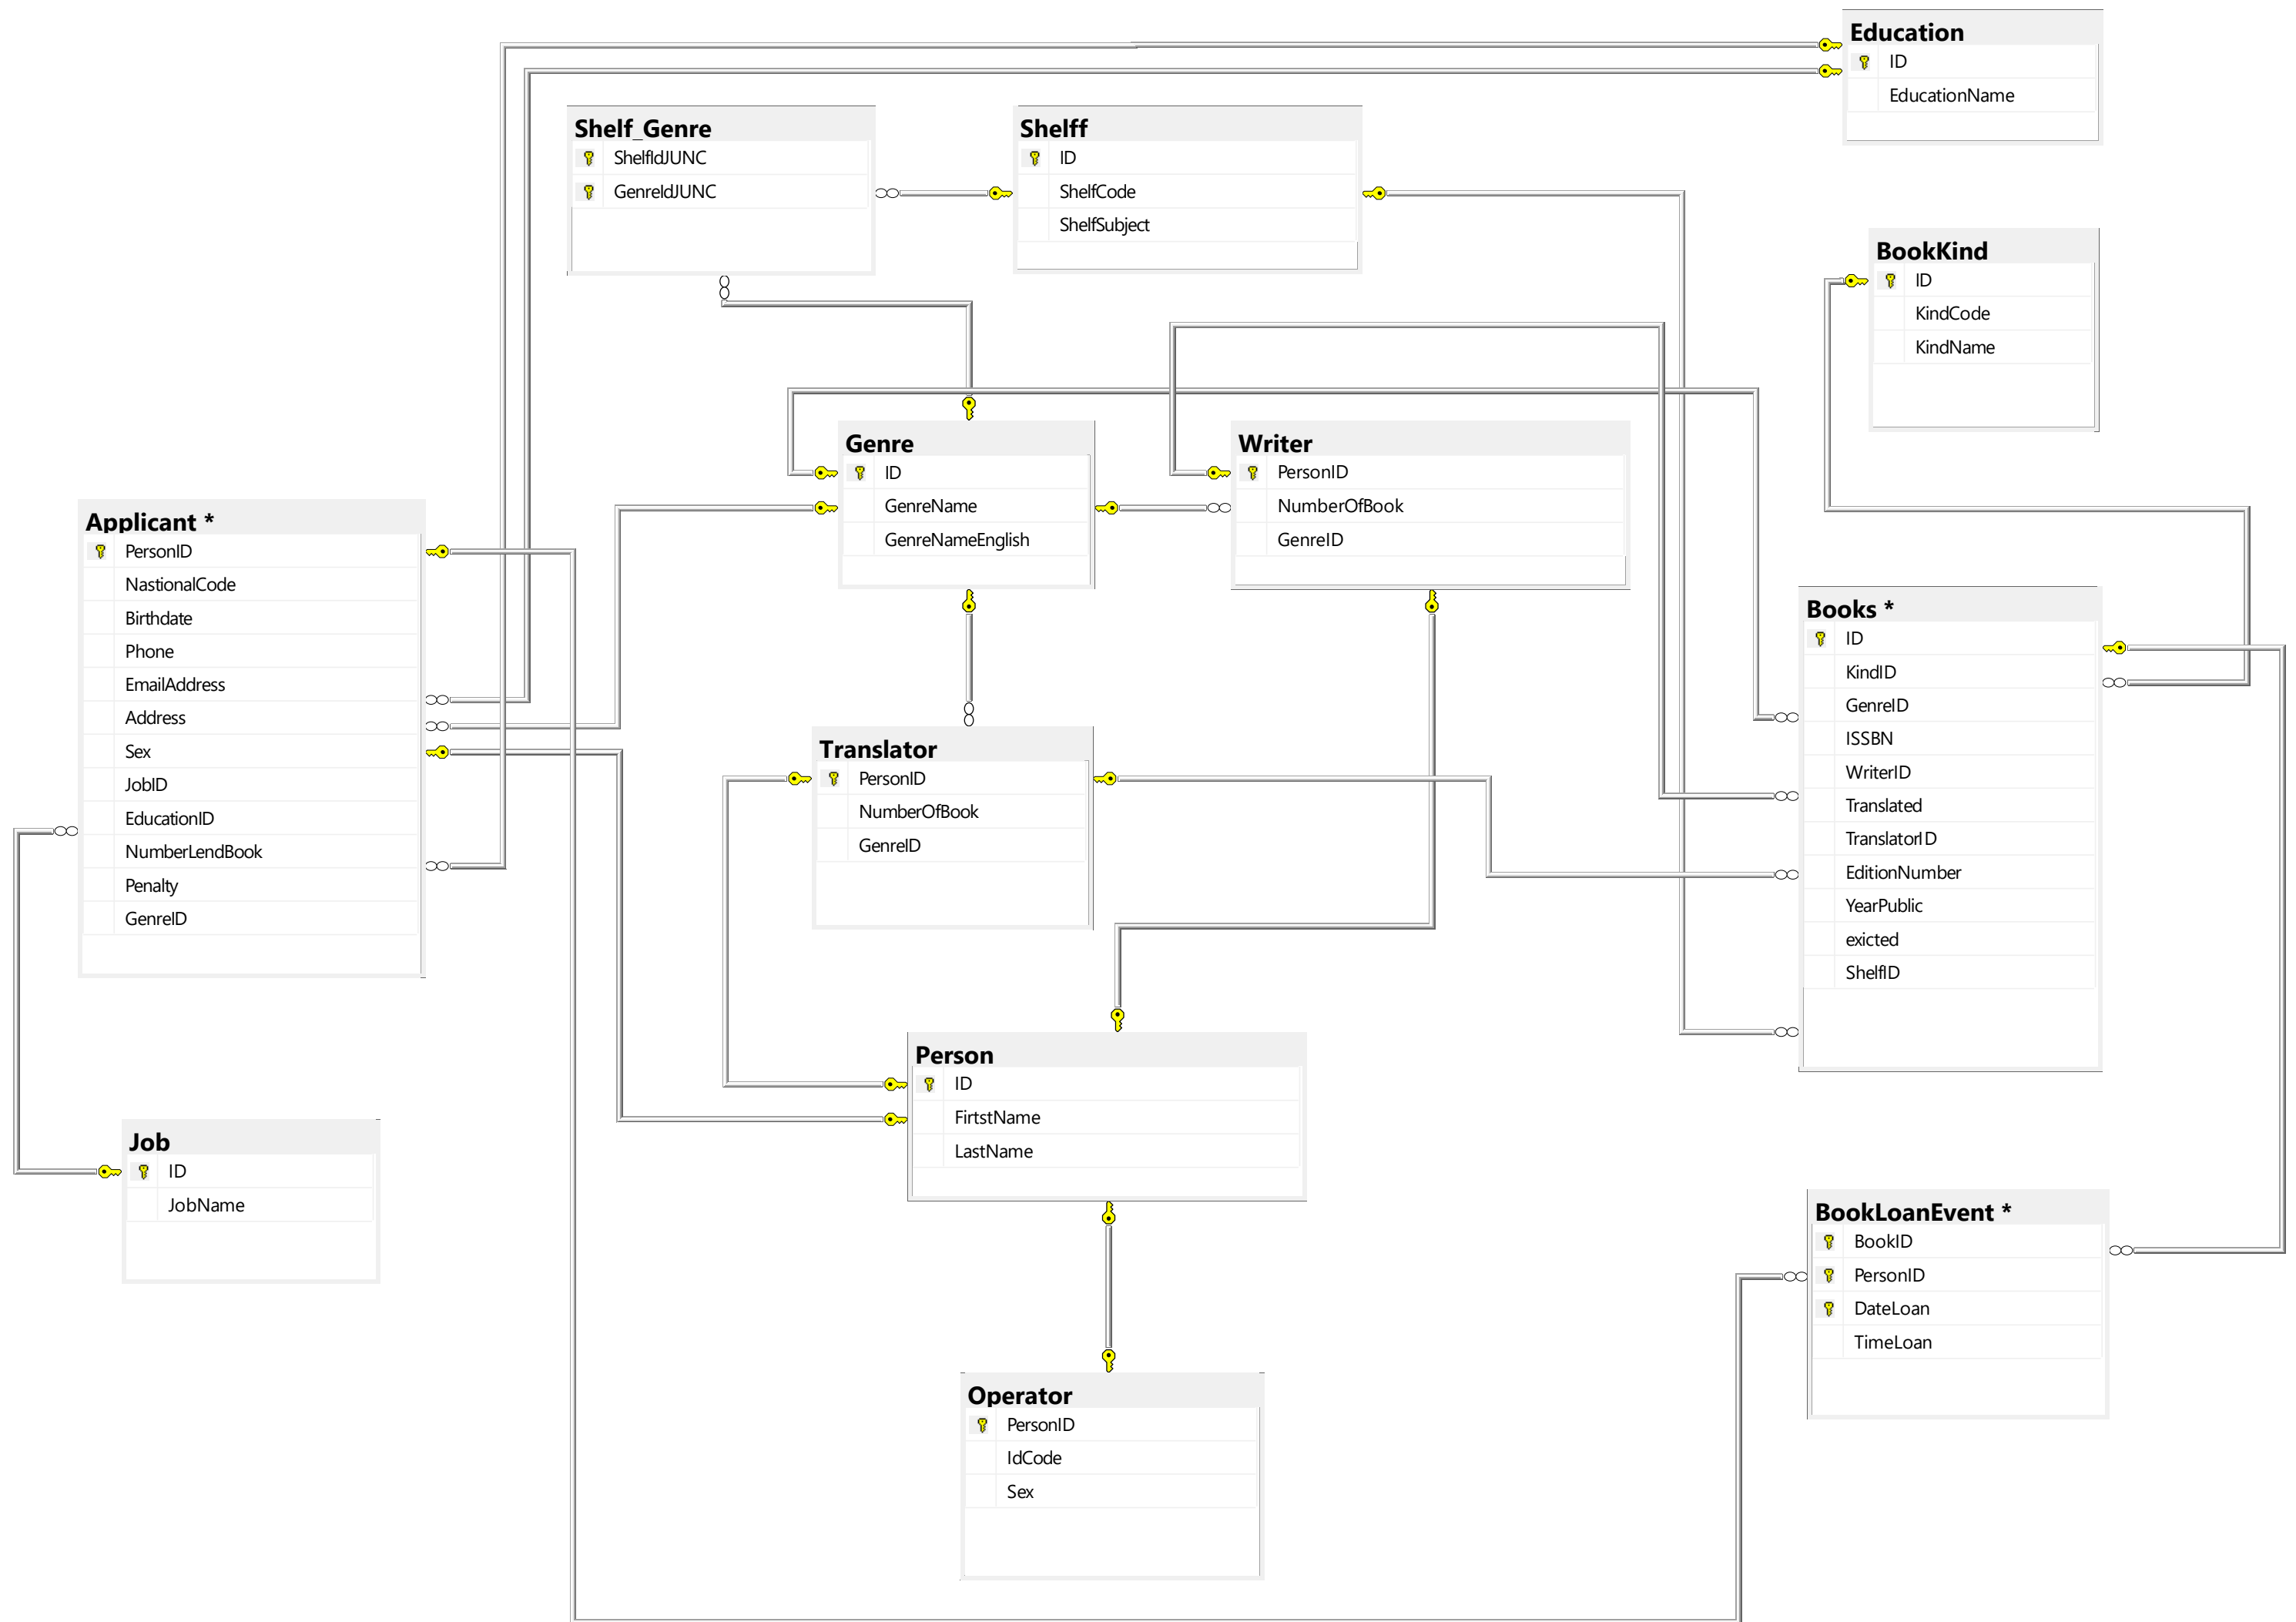 Education
ID
EducationName
Shelf_Genre
ShelfIdJUNC
GenreIdJUNC
Shelff
ID
ShelfCode
ShelfSubject
BookKind
ID
KindCode
KindName
Genre
ID
GenreName
GenreNameEnglish
Writer
PersonID
NumberOfBook
GenreID
Applicant *
PersonID
NastionalCode
Birthdate
Phone
EmailAddress
Address
Sex
JobID
EducationID
NumberLendBook
Penalty
GenreID
Books *
ID
KindID
GenreID
ISSBN
WriterID
Translated
TranslatorID
EditionNumber
YearPublic
exicted
ShelfID
Translator
PersonID
NumberOfBook
GenreID
Person
ID
FirtstName
LastName
Job
ID
JobName
BookLoanEvent *
BookID
PersonID
DateLoan
TimeLoan
Operator
PersonID
IdCode
Sex